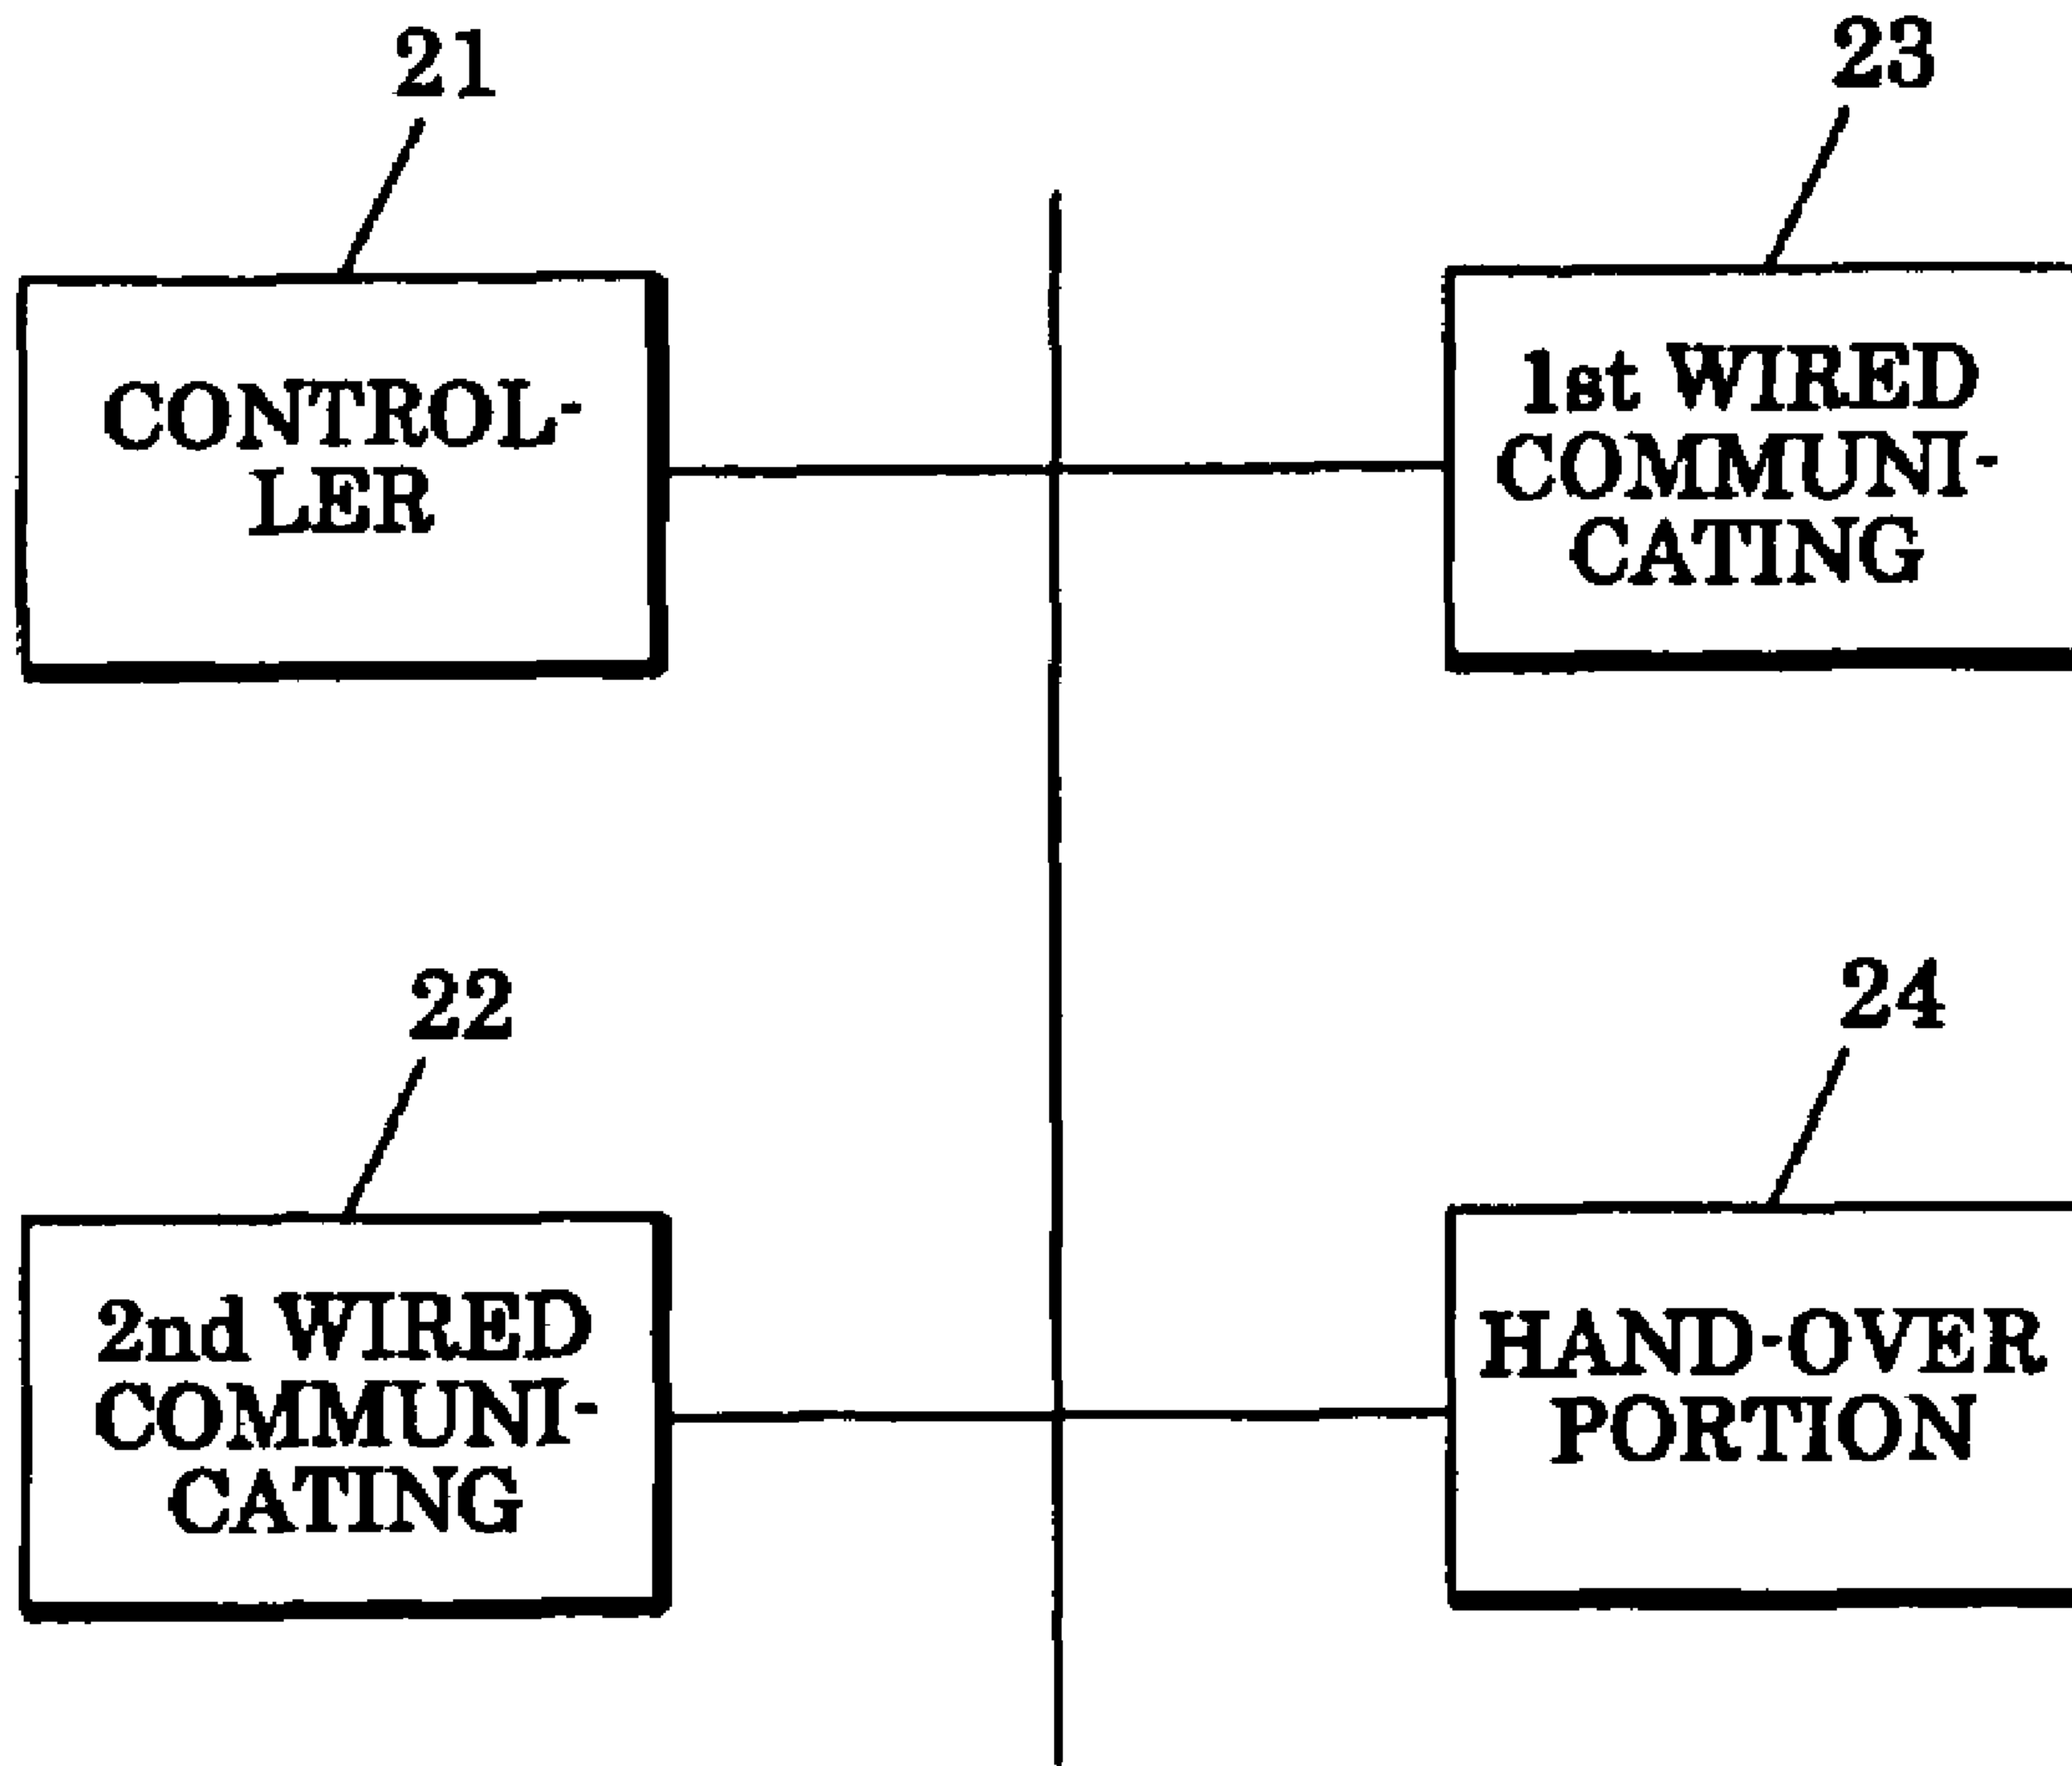 21
CONTROL-
LER
23
1st WIRED
COMMUNI-
CATING
22
2nd WIRED
COMMUNI-
CATING
24
HAND-OVER
PORTION